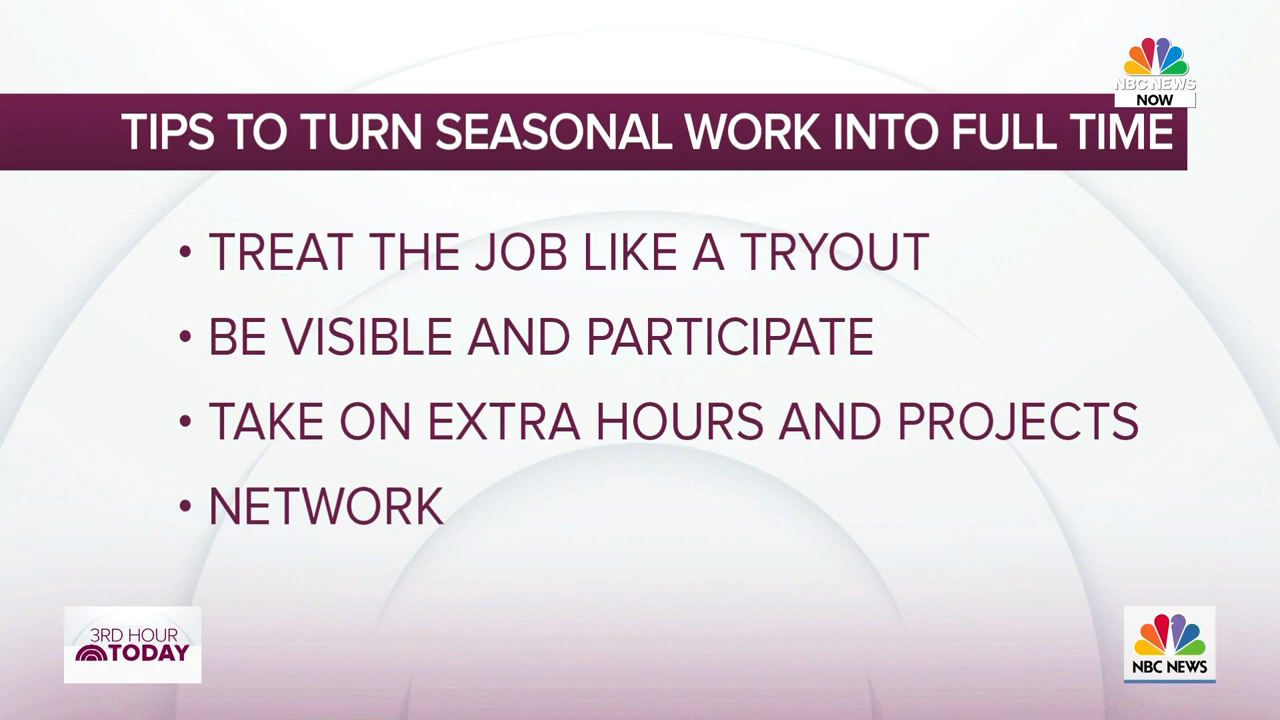 NBC NEWS
NOW
TIPS TO TURN SEASONAL WORK INTO FULL TIME
• TREAT THE JOB LIKE A TRYOUT
• BE VISIBLE AND PARTICIPATE
• TAKE ON EXTRA HOURS AND PROJECTS
• NETWORK
3RD HOUR
TODAY
NBC NEWS